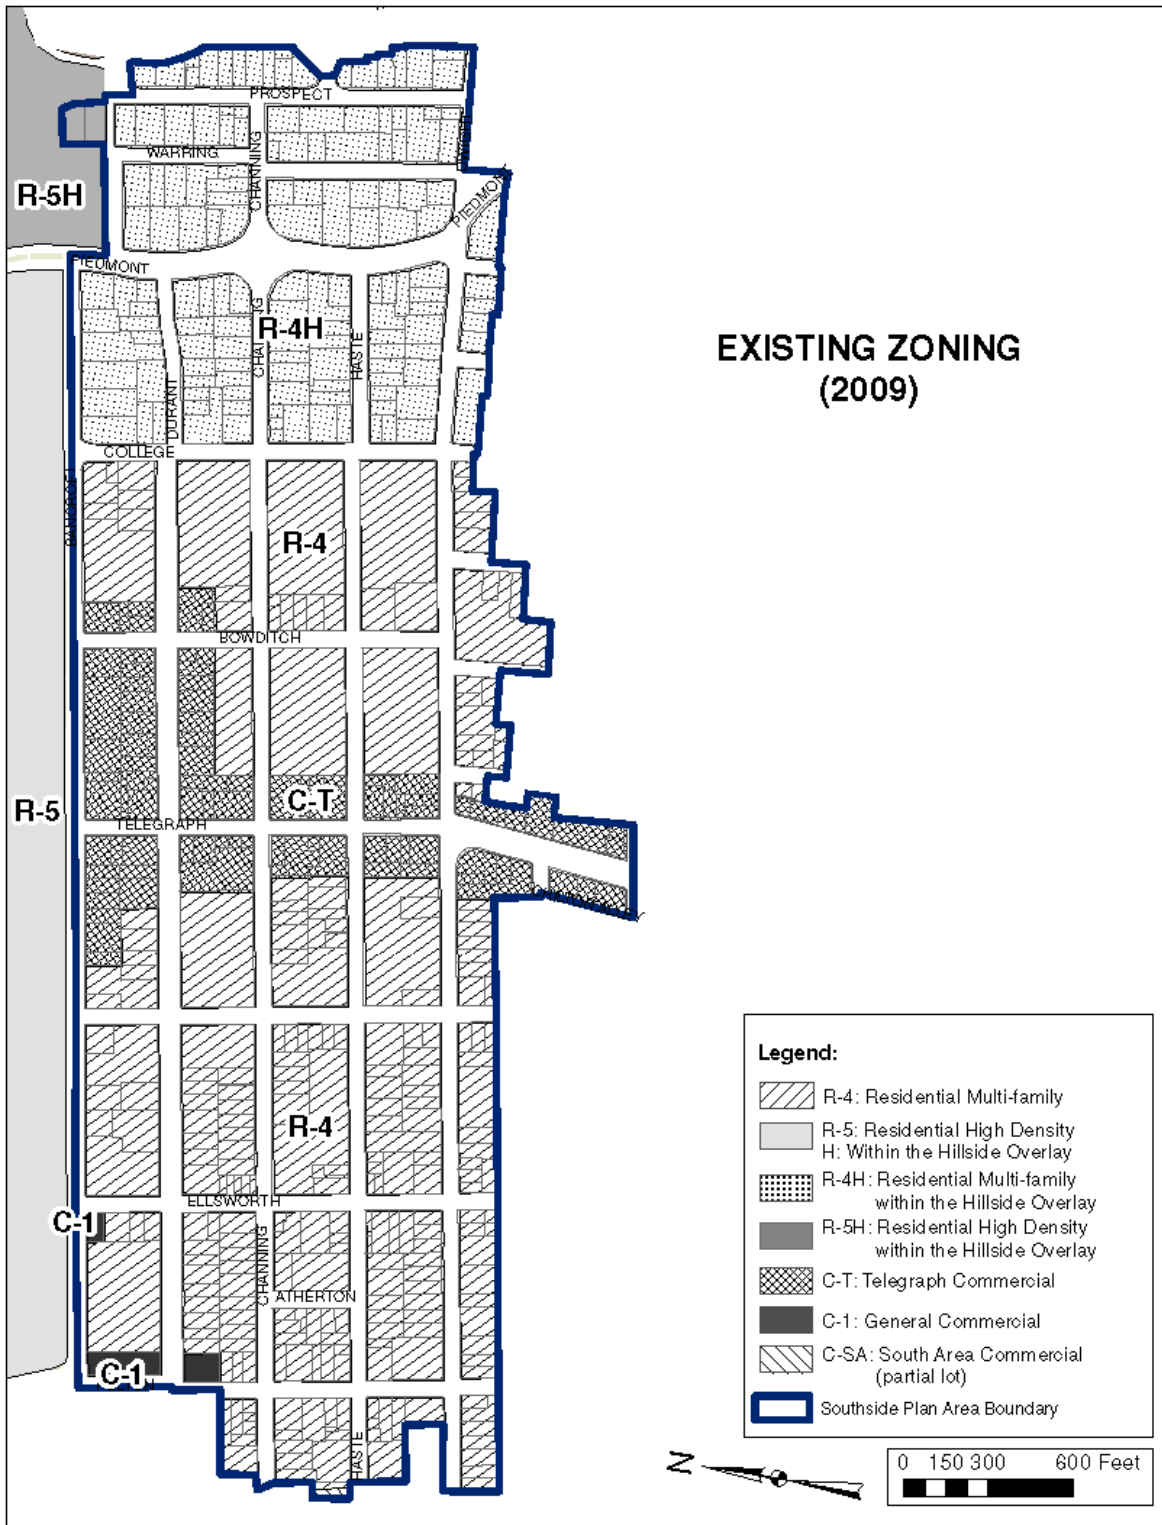 PROSPECT
CHANNING
DWIGHT
WARRING
R-5H
PIEDMONT
PIEDMONT
CHANNING
R-4H
HASTE
EXISTING ZONING
(2009)
DURANT
COLLEGE
BANCROFT
R-4
BOWDITCH
C-T
R-5
TELEGRAPH
R-4
ELLSWORTH
C-1
CHANNING
ATHERTON
C-1
HASTE
Legend:
R-4: Residential Multi-family
R-5: Residential High Density
H: Within the Hillside Overlay
R-4H: Residential Multi-family
within the Hillside Overlay
R-5H: Residential High Density
within the Hillside Overlay
C-T: Telegraph Commercial
C-1: General Commercial
C-SA: South Area Commercial
(partial lot)
Southside Plan Area Boundary
N
0 150 300 600 Feet